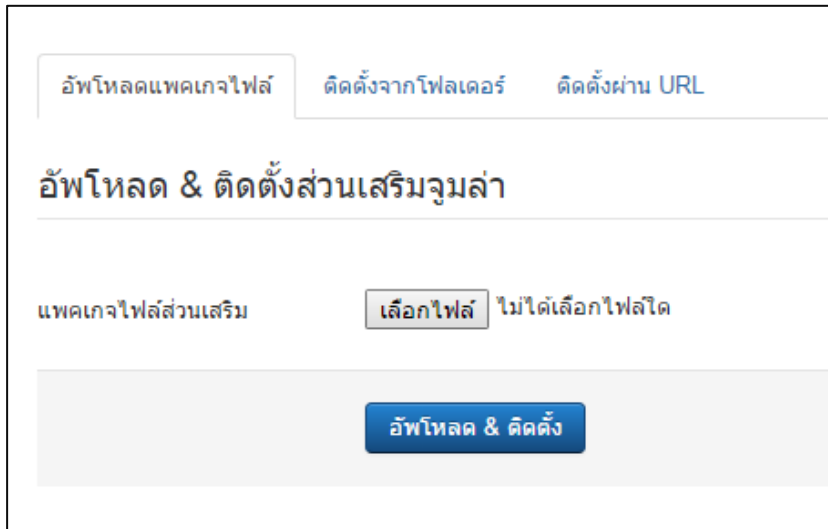 อัพโหลดแพคเกจไฟล์ ติดตั้งจากโฟลเดอร์ ติดตั้งผ่าน URL
อัพโหลด & ติดตั้งส่วนเสริมจูมล่า
แพคเกจไฟล์ส่วนเสริม เลือกไฟล์ ไม่ได้เลือกไฟล์ใด
อัพโหลด & ติดตั้ง